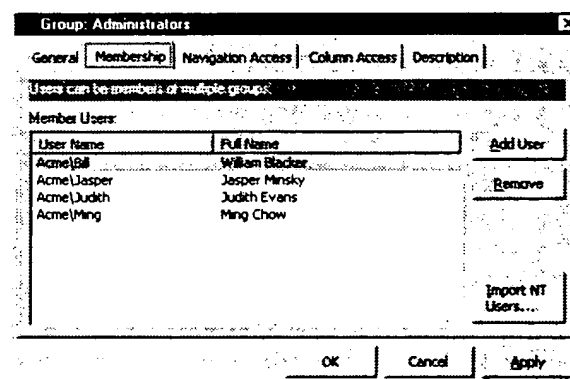 Group: Administrators
General Membership Navigation Access Column Access Description
Users can be members of multiple groups.
Member Users:
User Name Full Name
Acme\Bill William Blacker
Acme\Jasper Jasper Minsky
Acme\Judith Judith Evans
Acme\Ming Ming Chow
Add User
Remove
Import NT
Users...
OK Cancel Apply